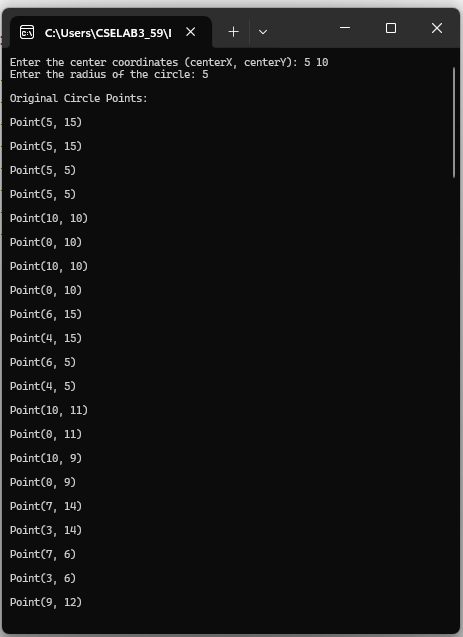 C:\Users\CSELAB3_59\I
Enter the center coordinates (centerX, centerY): 5 10
Enter the radius of the circle: 5
Original Circle Points:
Point(5, 15)
Point(5, 15)
Point(5, 5)
Point(5, 5)
Point(10, 10)
Point(0, 10)
Point(10, 10)
Point(0, 10)
Point(6, 15)
Point(4, 15)
Point(6, 5)
Point(4, 5)
Point(10, 11)
Point(0, 11)
Point(10, 9)
Point(0, 9)
Point(7, 14)
Point(3, 14)
Point(7, 6)
Point(3, 6)
Point(9, 12)